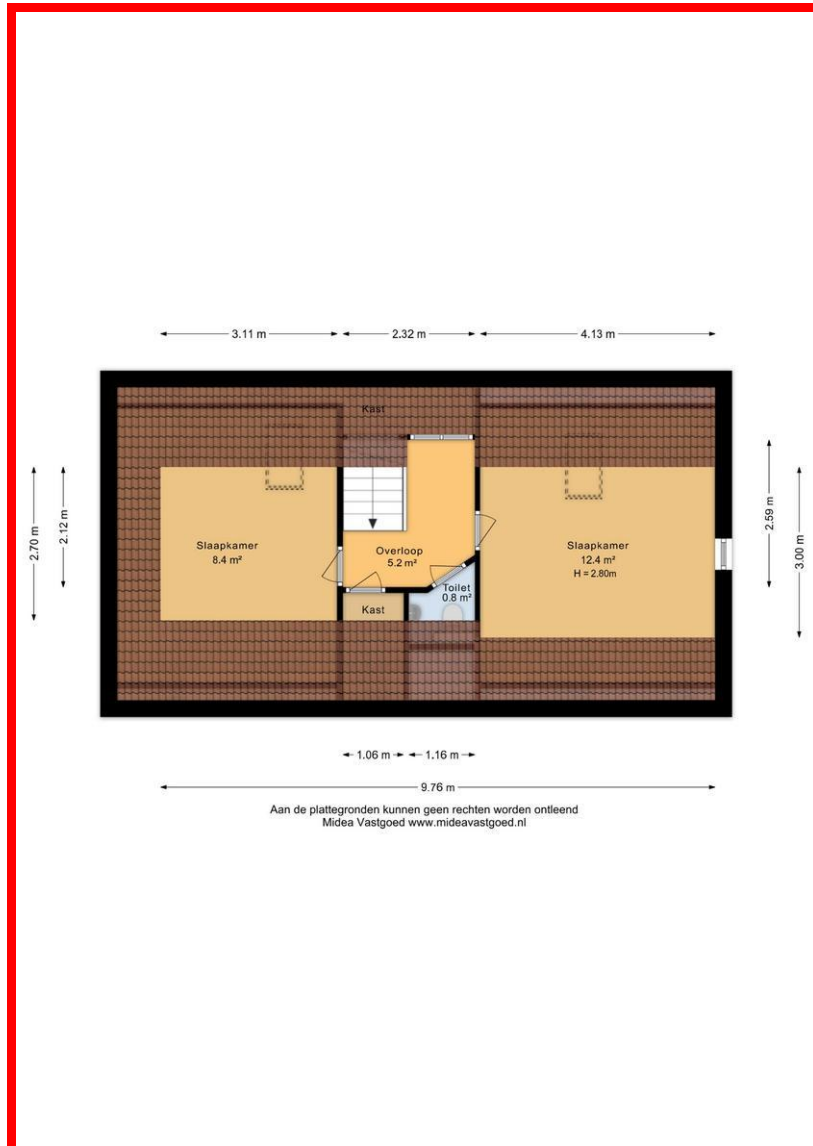 3.11 m
2.32 m
4.13 m
Kast
2.70 m
2.12 m
Slaapkamer
8.4 m²
Overloop
5.2 m²
Toilet
0.8 m²
Kast
Slaapkamer
12.4 m²
H = 2.80m
2.59 m
3.00 m
1.06 m
1.16 m
9.76 m
Aan de plattegronden kunnen geen rechten worden ontleend
Midea Vastgoed www.mideavastgoed.nl